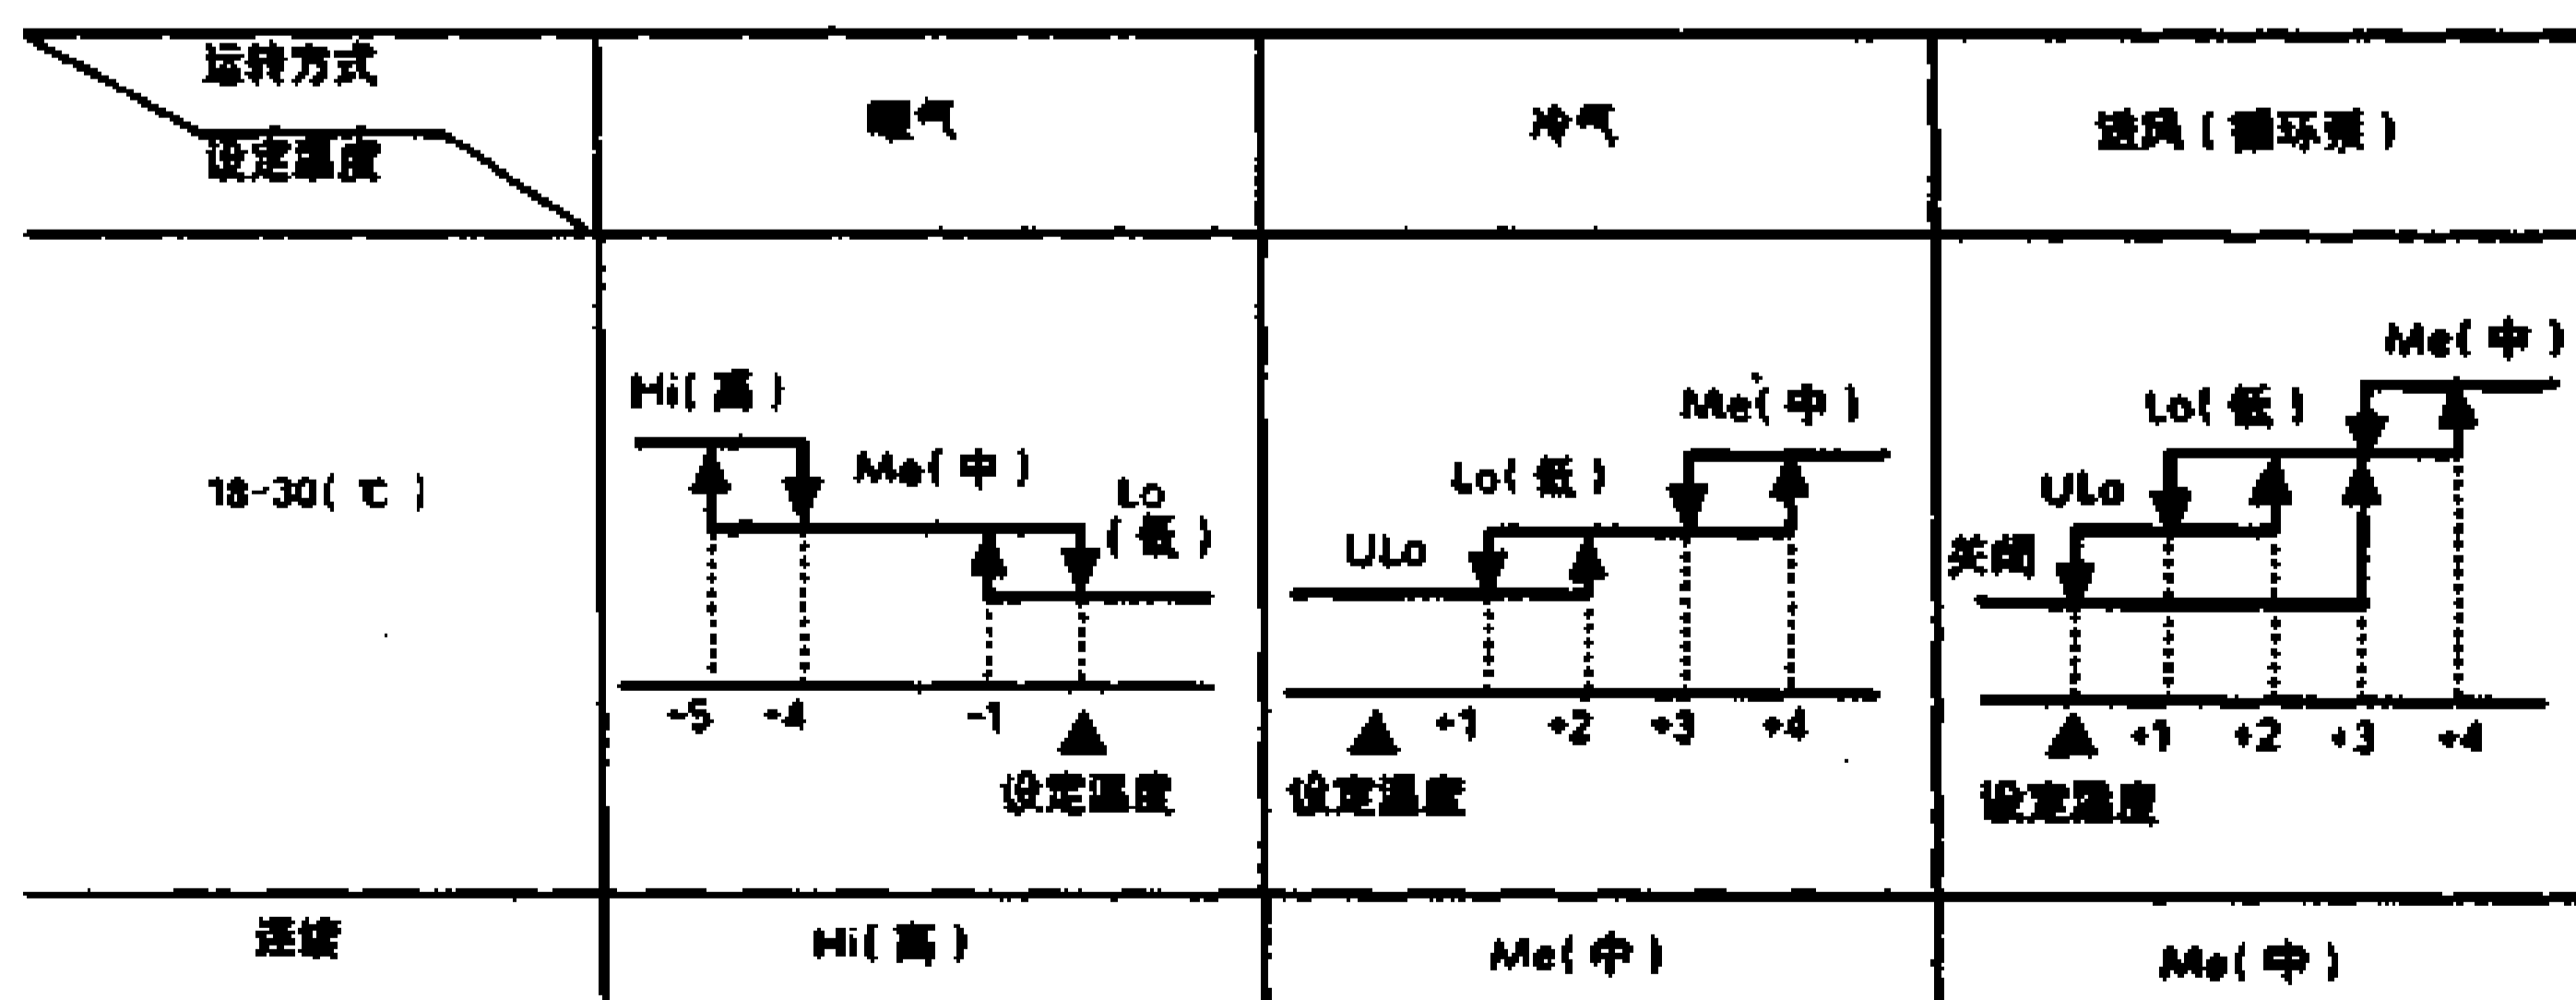 运转方式
设定温度
暖气
冷气
送风(循环泵)
18-30(℃)
Hi(高)
Me(中)
Lo
(低)
-5 -4 -1
设定温度
Me(中)
Lo(低)
ULo
+1 +2 +3 +4
设定温度
Me(中)
Lo(低)
ULo
关闭
+1 +2 +3 +4
设定温度
连续
Hi(高)
Me(中)
Me(中)